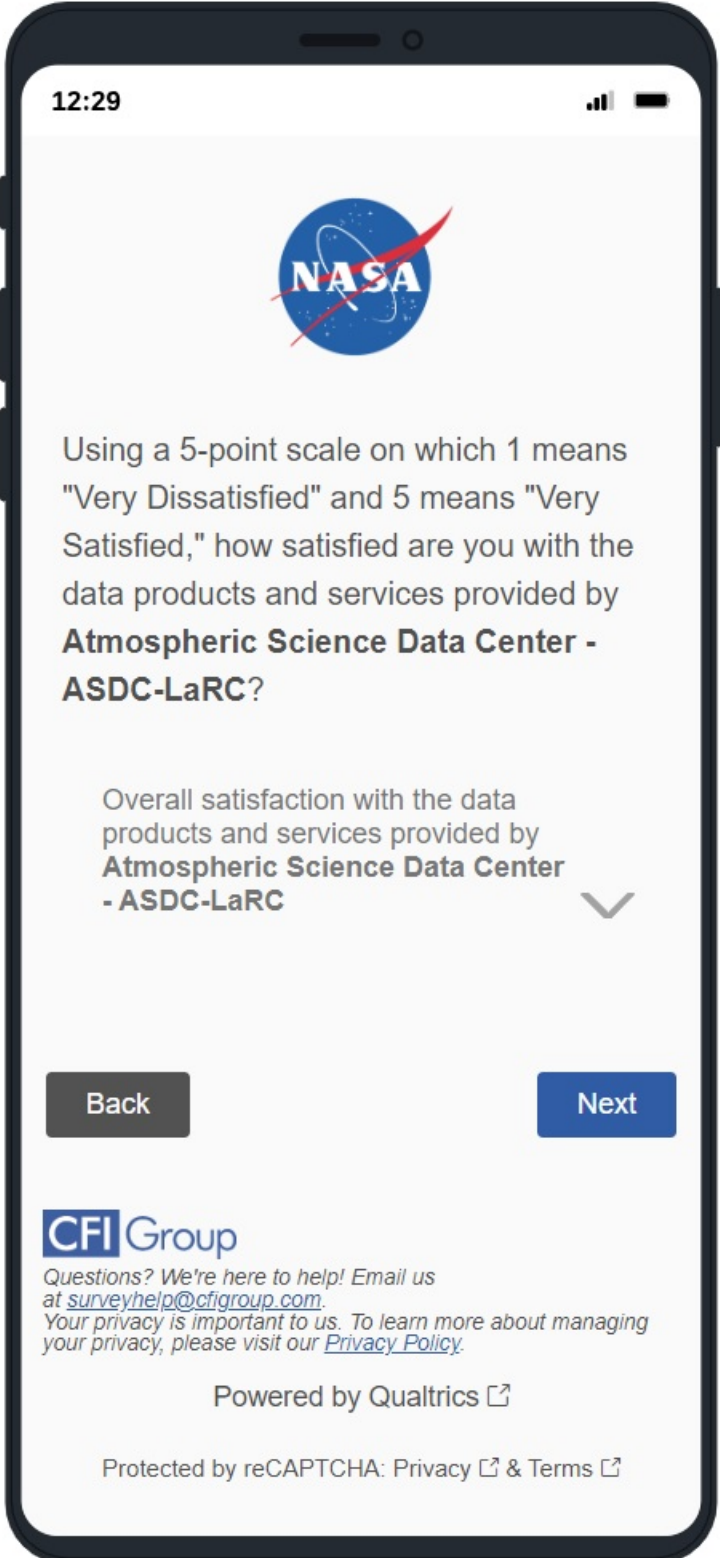 12:29
NASA
Using a 5-point scale on which 1 means
"Very Dissatisfied" and 5 means "Very
Satisfied," how satisfied are you with the
data products and services provided by
Atmospheric Science Data Center -
ASDC-LaRC?
Overall satisfaction with the data
products and services provided by
Atmospheric Science Data Center
- ASDC-LaRC
Back
Next
CFI Group
Questions? We're here to help! Email us
at surveyhelp@cfigroup.com.
Your privacy is important to us. To learn more about managing
your privacy, please visit our Privacy Policy.
Powered by Qualtrics
Protected by reCAPTCHA: Privacy & Terms